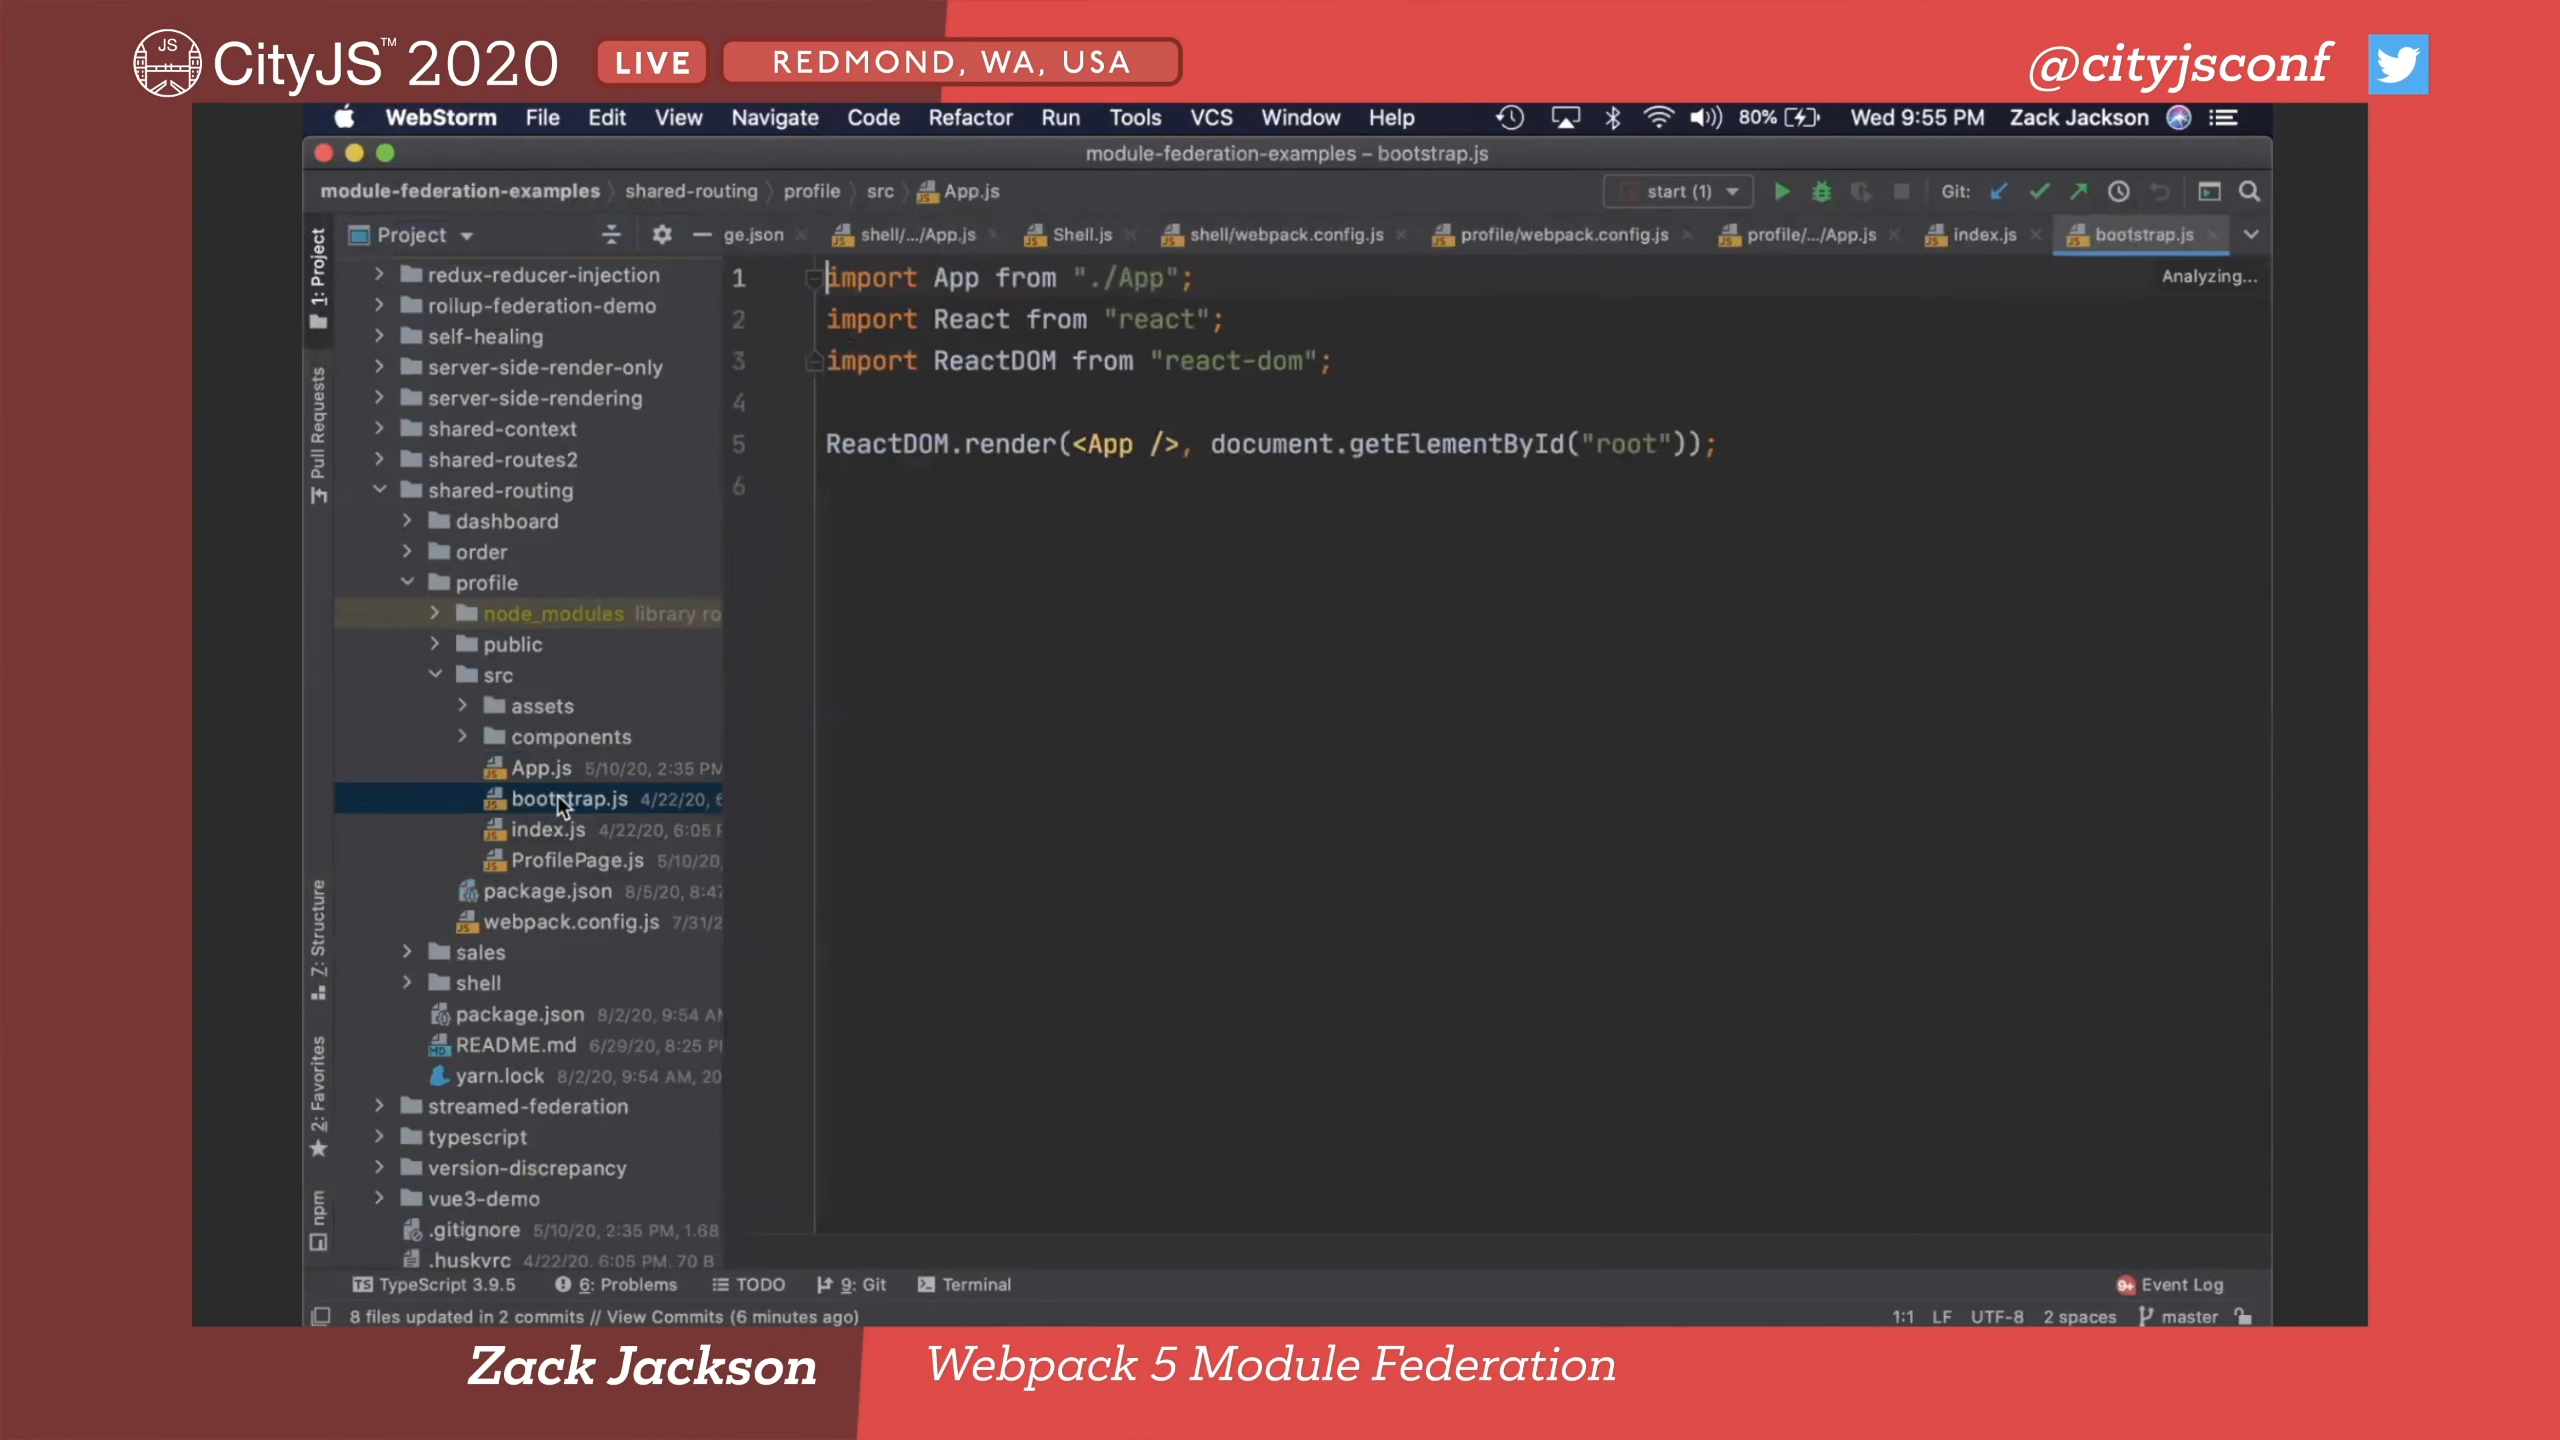 JS
CityJS™ 2020
LIVE
REDMOND, WA, USA
@cityjsconf
WebStorm File Edit View Navigate Code Refactor Run Tools VCS Window Help
80% Wed 9:55 PM Zack Jackson
module-federation-examples – bootstrap.js
module-federation-examples shared-routing profile src App.js
start (1) Git:
1: Project
Pull Requests
Z: Structure
2: Favorites
npm
Project
ge.json shell/.../App.js Shell.js shell/webpack.config.js profile/webpack.config.js profile/.../App.js index.js bootstrap.js
Analyzing...
redux-reducer-injection
rollup-federation-demo
self-healing
server-side-render-only
server-side-rendering
shared-context
shared-routes2
shared-routing
dashboard
order
profile
node_modules library ro
public
src
assets
components
App.js 5/10/20, 2:35 PM
bootstrap.js 4/22/20, 6
index.js 4/22/20, 6:05 P
ProfilePage.js 5/10/20,
package.json 8/5/20, 8:47
webpack.config.js 7/31/2
sales
shell
package.json 8/2/20, 9:54 AM
README.md 6/29/20, 8:25 PM
yarn.lock 8/2/20, 9:54 AM, 20
streamed-federation
typescript
version-discrepancy
vue3-demo
.gitignore 5/10/20, 2:35 PM, 1.68
.huskyrc 4/22/20, 6:05 PM, 70 B
1 import App from "./App";
2 import React from "react";
3 import ReactDOM from "react-dom";
4
5 ReactDOM.render(<App />, document.getElementById("root"));
6
TypeScript 3.9.5 6: Problems TODO 9: Git Terminal
9+ Event Log
8 files updated in 2 commits // View Commits (6 minutes ago)
1:1 LF UTF-8 2 spaces master
Zack Jackson
Webpack 5 Module Federation